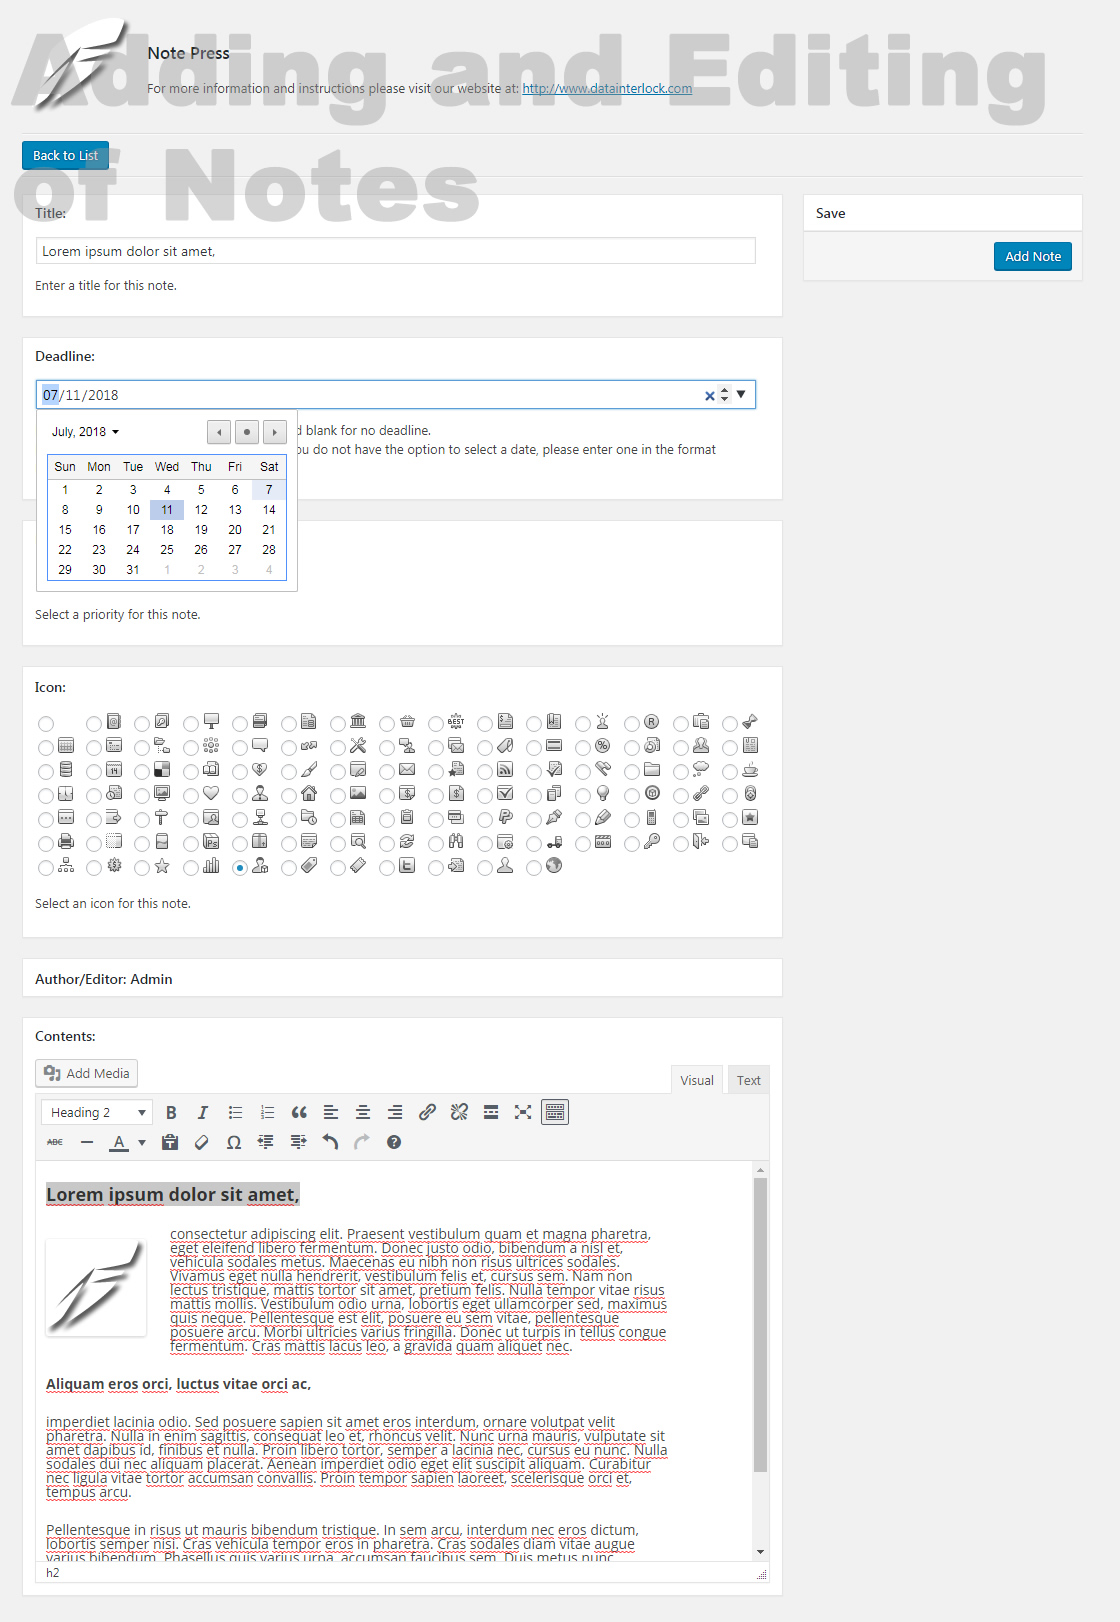 Adding and Editing
of Notes
Note Press
For more information and instructions please visit our website at: http://www.datainterlock.com
Back to List
Title:
Lorem ipsum dolor sit amet,
Enter a title for this note.
Save
Add Note
Deadline:
07/11/2018
d blank for no deadline.
ou do not have the option to select a date, please enter one in the format
July, 2018
Sun Mon Tue Wed Thu Fri Sat
1 2 3 4 5 6 7
8 9 10 11 12 13 14
15 16 17 18 19 20 21
22 23 24 25 26 27 28
29 30 31 1 2 3 4
Select a priority for this note.
Icon:
BEST
R
%
14
Ps
Select an icon for this note.
Author/Editor: Admin
Contents:
Add Media
Visual Text
Heading 2 B I
ABC A Ω
Lorem ipsum dolor sit amet,
consectetur adipiscing elit. Praesent vestibulum quam et magna pharetra,
eget eleifend libero fermentum. Donec justo odio, bibendum a nisl et,
vehicula sodales metus. Maecenas eu nibh non risus ultrices sodales.
Vivamus eget nulla hendrerit, vestibulum felis et, cursus sem. Nam non
lectus tristique, mattis tortor sit amet, pretium felis. Nulla tempor vitae risus
mattis mollis. Vestibulum odio urna, lobortis eget ullamcorper sed, maximus
quis neque. Pellentesque est elit, posuere eu sem vitae, pellentesque
posuere arcu. Morbi ultricies varius fringilla. Donec ut turpis in tellus congue
fermentum. Cras mattis lacus leo, a gravida quam aliquet nec.
Aliquam eros orci, luctus vitae orci ac,
imperdiet lacinia odio. Sed posuere sapien sit amet eros interdum, ornare volutpat velit
pharetra. Nulla in enim sagittis, consequat leo et, rhoncus velit. Nunc urna mauris, vulputate sit
amet dapibus id, finibus et nulla. Proin libero tortor, semper a lacinia nec, cursus eu nunc. Nulla
sodales dui nec aliquam placerat. Aenean imperdiet odio eget elit suscipit aliquam. Curabitur
nec ligula vitae tortor accumsan convallis. Proin tempor sapien laoreet, scelerisque orci et,
tempus arcu.
Pellentesque in risus ut mauris bibendum tristique. In sem arcu, interdum nec eros dictum,
lobortis semper nisi. Cras vehicula tempor eros in pharetra. Cras sodales diam vitae augue
varius bibendum. Phasellus quis varius urna, accumsan faucibus sem. Duis metus nunc
h2